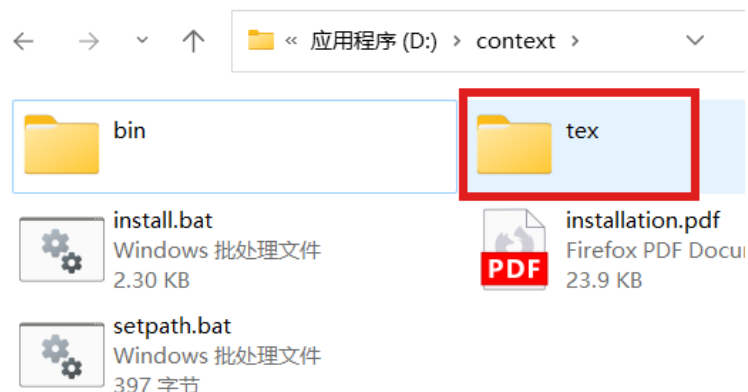 « 应用程序 (D:) › context ›
bin
tex
install.bat
Windows 批处理文件
2.30 KB
installation.pdf
Firefox PDF Docu
23.9 KB
PDF
setpath.bat
Windows 批处理文件
397 字节